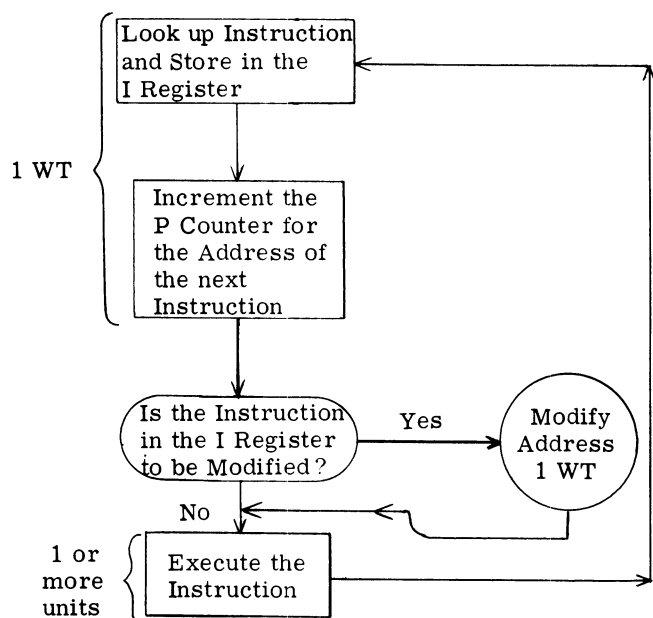 Look up Instruction
and Store in the
I Register
1 WT
Increment the
P Counter for
the Address of
the next
Instruction
Is the Instruction
in the I Register
to be Modified?
Yes
Modify
Address
1 WT
No
1 or
more
units
Execute the
Instruction